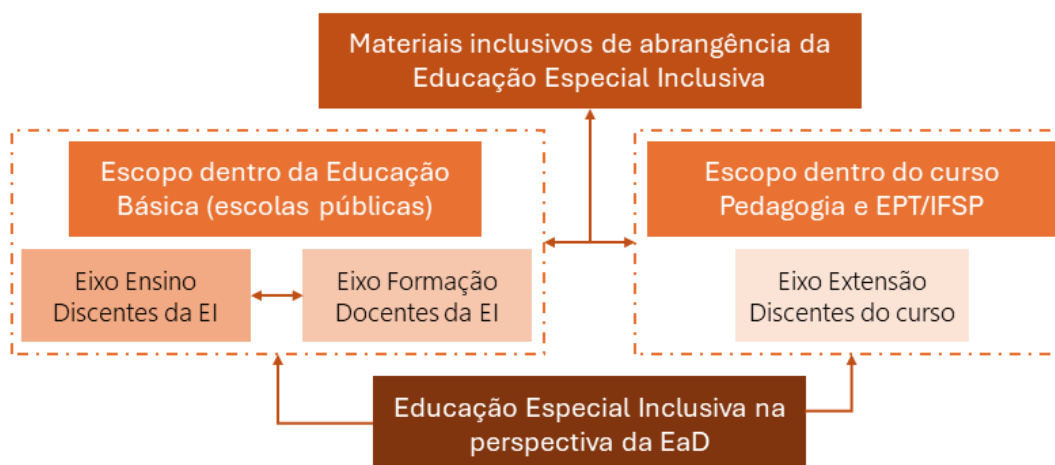 Materiais inclusivos de abrangência da
Educação Especial Inclusiva
Escopo dentro da Educação
Básica (escolas públicas)
Eixo Ensino
Discentes da EI
Eixo Formação
Docentes da EI
Escopo dentro do curso
Pedagogia e EPT/IFSP
Eixo Extensão
Discentes do curso
Educação Especial Inclusiva na
perspectiva da EaD